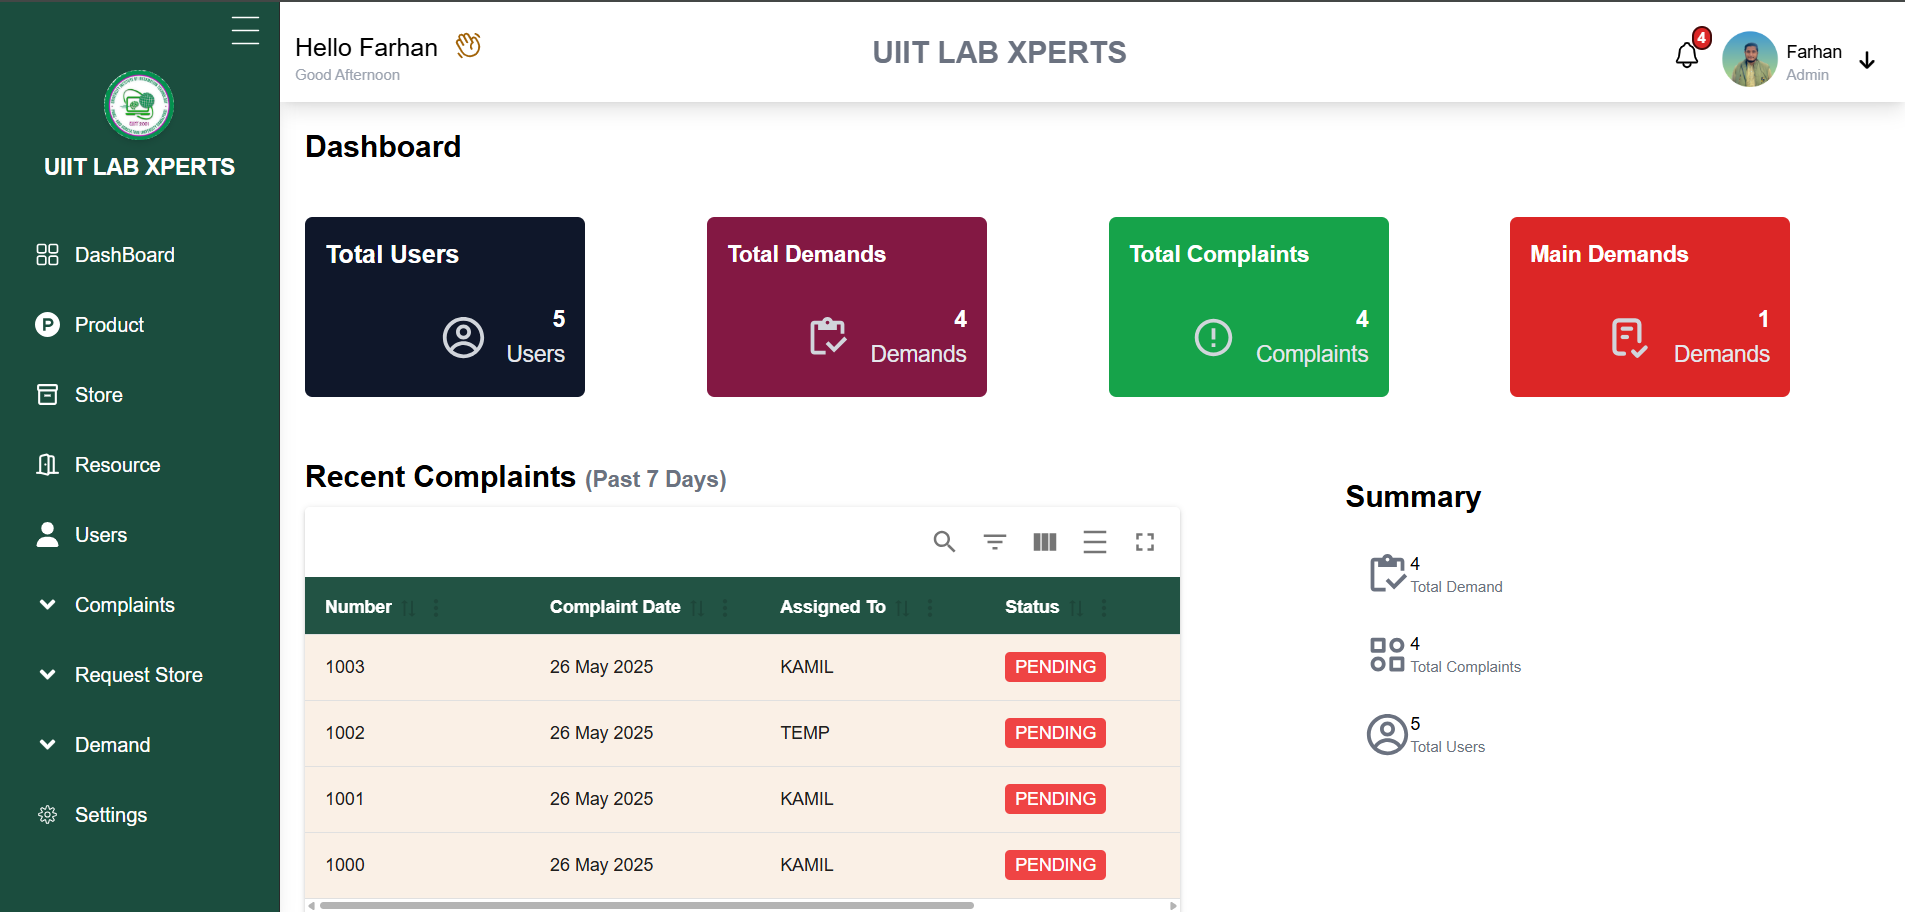 UIIT LAB XPERTS
DashBoard
Product
Store
Resource
Users
Complaints
Request Store
Demand
Settings
Hello Farhan
Good Afternoon
UIIT LAB XPERTS
4
Farhan
Admin
Dashboard
Total Users
5
Users
Total Demands
4
Demands
Total Complaints
4
Complaints
Main Demands
1
Demands
Recent Complaints (Past 7 Days)
Number Complaint Date Assigned To Status
1003 26 May 2025 KAMIL PENDING
1002 26 May 2025 TEMP PENDING
1001 26 May 2025 KAMIL PENDING
1000 26 May 2025 KAMIL PENDING
Summary
4
Total Demand
4
Total Complaints
5
Total Users